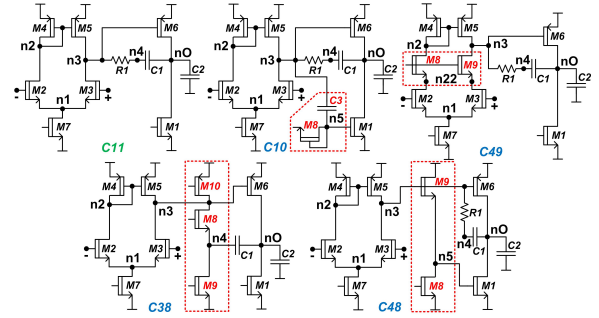 M4 M5 M6 n2 n3 n4 nO R1 C1 C2 M2 n1 M3 - + M7 M1
C11
M4 M5 M6 n2 n3 n4 nO R1 C1 C2 M2 n1 M3 - + C3 M8 n5 M7 M1
C10
M4 M5 M6 n2 n3 nO M8 M9 n4 R1 C1 C2 n22 M2 n1 M3 - + M7 M1
C49
M4 M5 M10 M6 n2 n3 M8 n4 nO C1 C2 M2 n1 M3 - + M9 M7 M1
C38
M4 M5 M9 M6 n2 n3 R1 n4 nO C1 C2 M2 n1 M3 - + n5 M8 M7 M1
C48